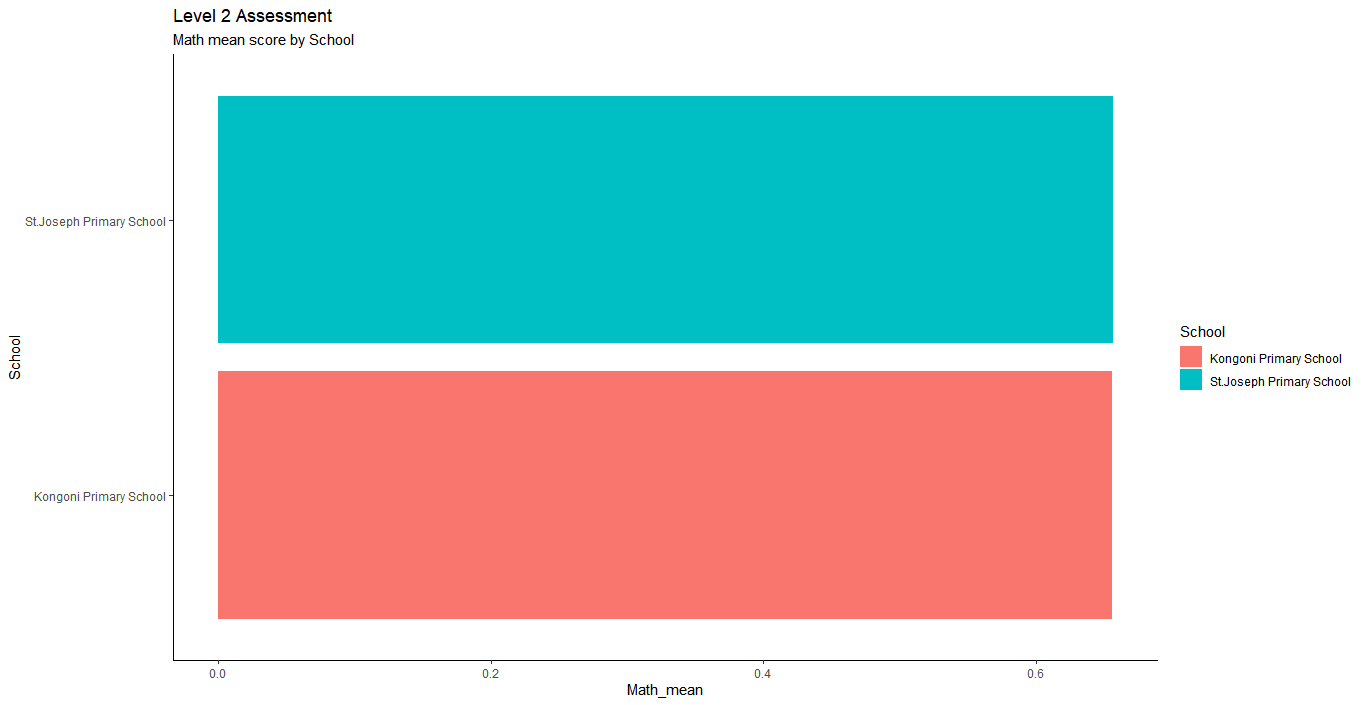 Level 2 Assessment
Math mean score by School
St.Joseph Primary School
Kongoni Primary School
School
0.0 0.2 0.4 0.6
Math_mean
School
Kongoni Primary School
St.Joseph Primary School